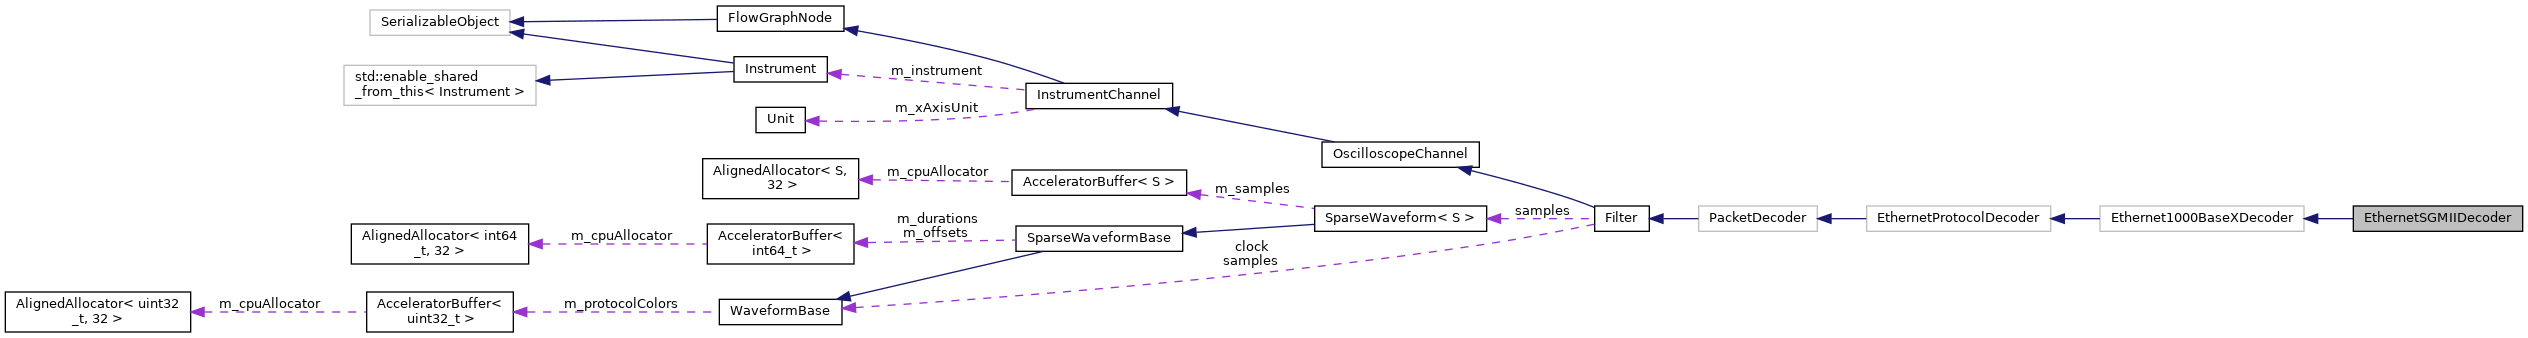 SerializableObject
FlowGraphNode
std::enable_shared
_from_this< Instrument >
Instrument
m_instrument
InstrumentChannel
Unit
m_xAxisUnit
OscilloscopeChannel
AlignedAllocator< S,
32 >
m_cpuAllocator
AcceleratorBuffer< S >
m_samples
SparseWaveform< S >
samples
Filter
PacketDecoder
EthernetProtocolDecoder
Ethernet1000BaseXDecoder
EthernetSGMIIDecoder
AlignedAllocator< int64
_t, 32 >
m_cpuAllocator
AcceleratorBuffer<
int64_t >
m_durations
m_offsets
SparseWaveformBase
clock
samples
AlignedAllocator< uint32
_t, 32 >
m_cpuAllocator
AcceleratorBuffer<
uint32_t >
m_protocolColors
WaveformBase